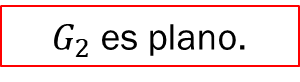 𝐺₂ es plano.